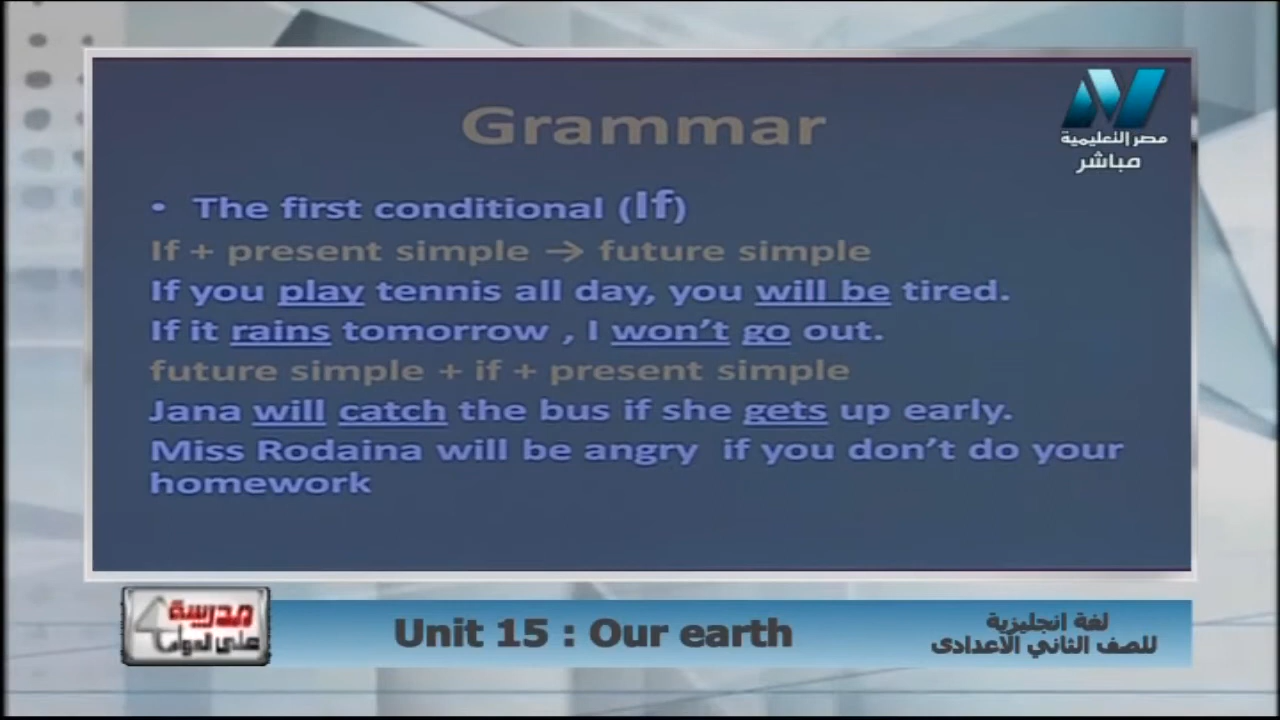 مصر التعليمية
مباشر
Grammar
• The first conditional (If)
If + present simple → future simple
If you play tennis all day, you will be tired.
If it rains tomorrow , I won't go out.
future simple + if + present simple
Jana will catch the bus if she gets up early.
Miss Rodaina will be angry if you don't do your
homework
مدرسة
على الهواء
Unit 15 : Our earth
لغة انجليزية
للصف الثاني الاعدادى